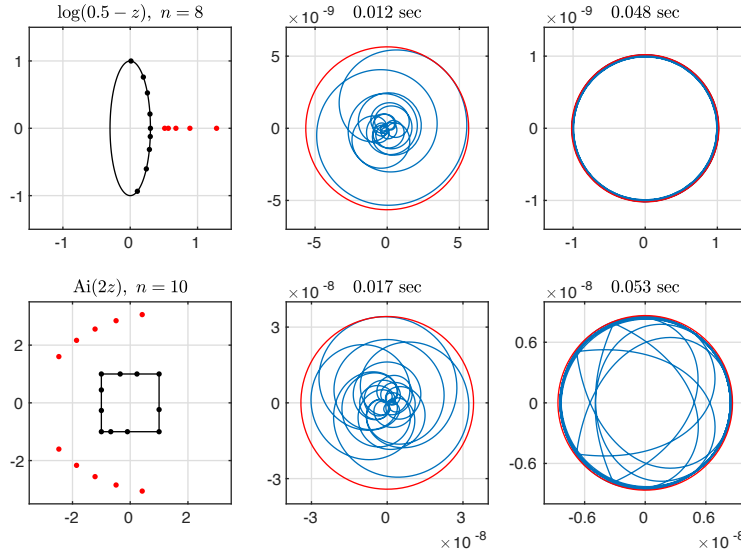 log(0.5 − z), n = 8
1
0
-1
-1 0 1
× 10⁻⁹ 0.012 sec
5
0
-5
-5 0 5
× 10⁻⁹ 0.048 sec
1
0
-1
-1 0 1
Ai(2z), n = 10
2
0
-2
-2 0 2
× 10⁻⁸ 0.017 sec
3
0
-3
-3 0 3
× 10⁻⁸
× 10⁻⁸ 0.053 sec
0.6
0
-0.6
-0.6 0 0.6
× 10⁻⁸